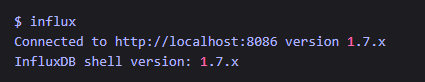 $ influx
Connected to http://localhost:8086 version 1.7.x
InfluxDB shell version: 1.7.x